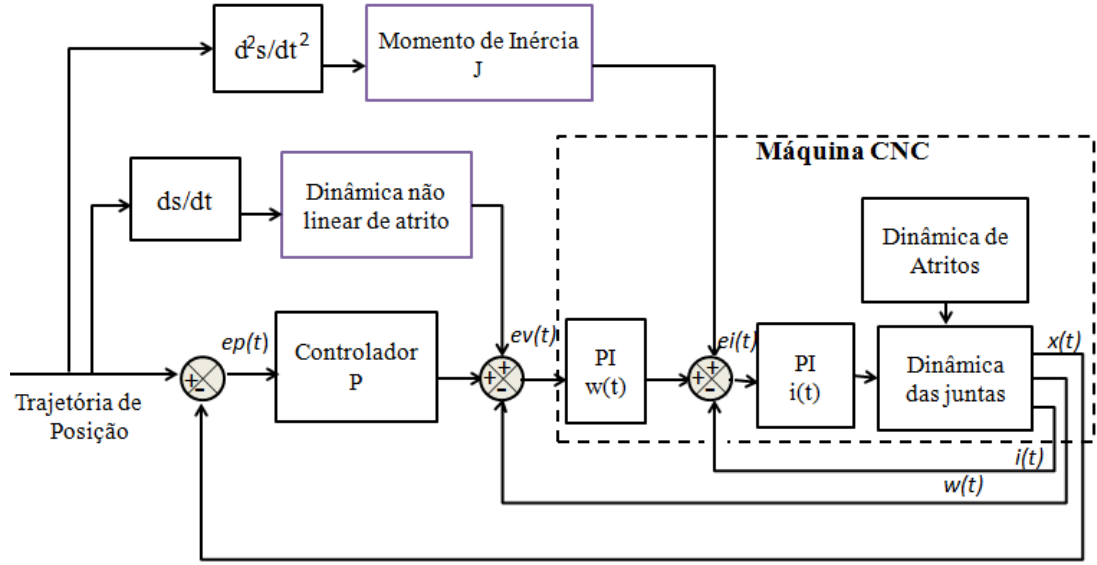 d²s/dt²
Momento de Inércia
J
Máquina CNC
ds/dt
Dinâmica não
linear de atrito
Dinâmica de
Atritos
ep(t)
Controlador
P
ev(t)
PI
w(t)
ei(t)
PI
i(t)
Dinâmica
das juntas
x(t)
+
-
+
+
-
+
+
-
Trajetória de
Posição
i(t)
w(t)